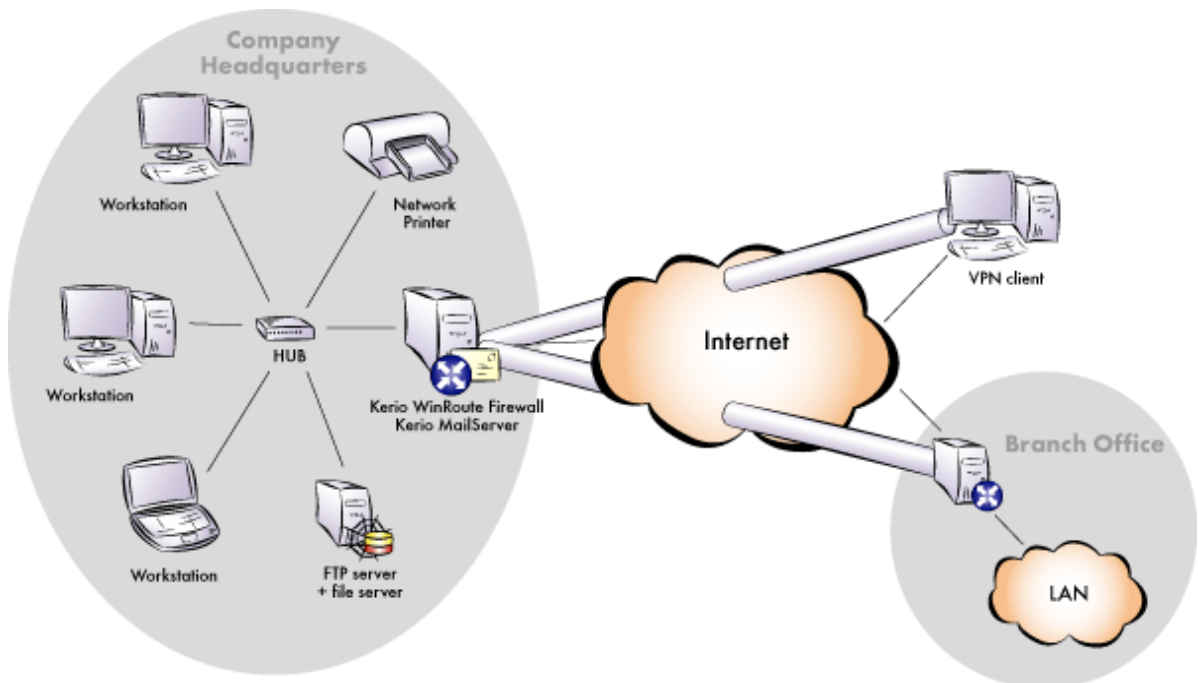 Company
Headquarters
Workstation
Network
Printer
VPN client
Internet
Workstation
HUB
Kerio WinRoute Firewall
Kerio MailServer
Branch Office
Workstation
FTP server
+ file server
LAN